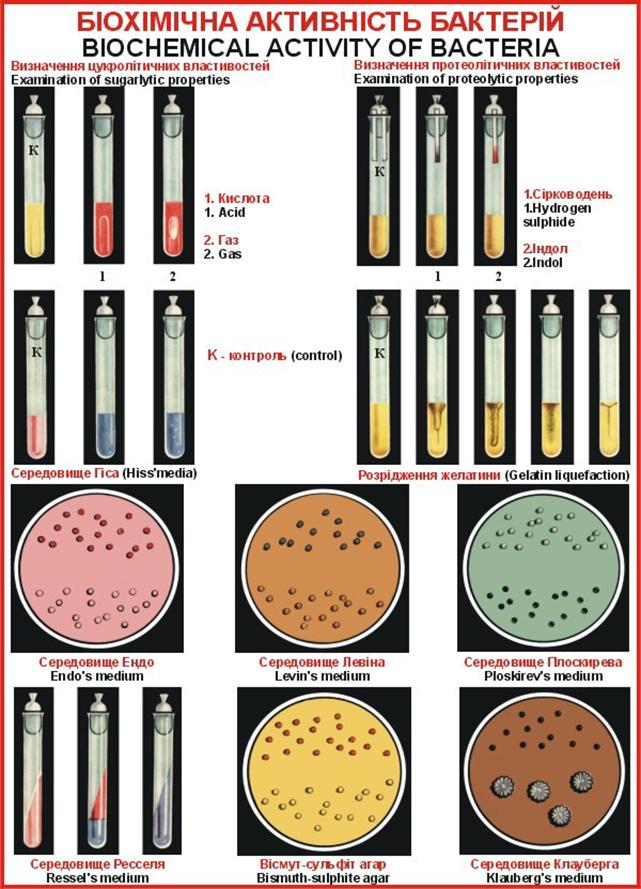 БІОХІМІЧНА АКТИВНІСТЬ БАКТЕРІЙ
BIOCHEMICAL ACTIVITY OF BACTERIA
Визначення цукролітичних властивостей
Examination of sugarlytic properties
К
1. Кислота
1. Acid
2. Газ
2. Gas
1
2
Визначення протеолітичних властивостей
Examination of proteolytic properties
К
1.Сірководень
1.Hydrogen
sulphide
2.Індол
2.Indol
1
2
К
К - контроль (control)
Середовище Гіса (Hiss'media)
К
Розрідження желатини (Gelatin liquefaction)
Середовище Ендо
Endo's medium
Середовище Левіна
Levin's medium
Середовище Плоскирева
Ploskirev's medium
Середовище Ресселя
Ressel's medium
Вісмут-сульфіт агар
Bismuth-sulphite agar
Середовище Клауберга
Klauberg's medium